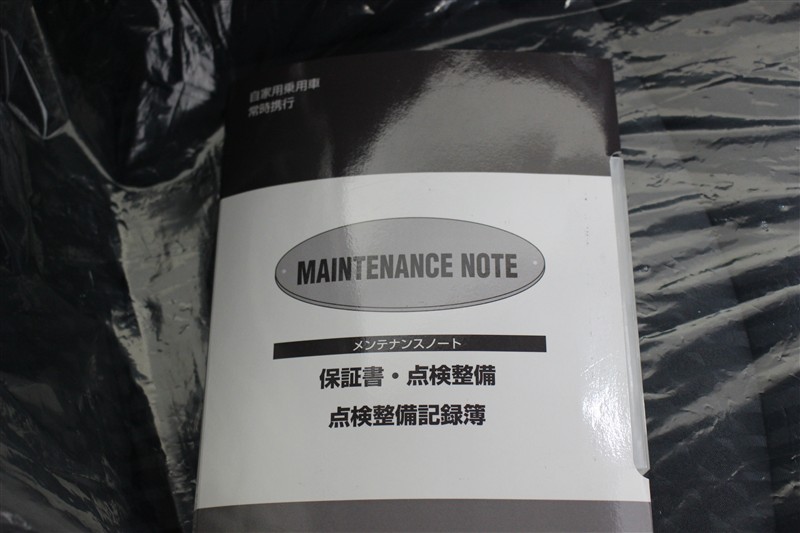 自家用乗用車
常時携行
MAINTENANCE NOTE
メンテナンスノート
保証書・点検整備
点検整備記録簿